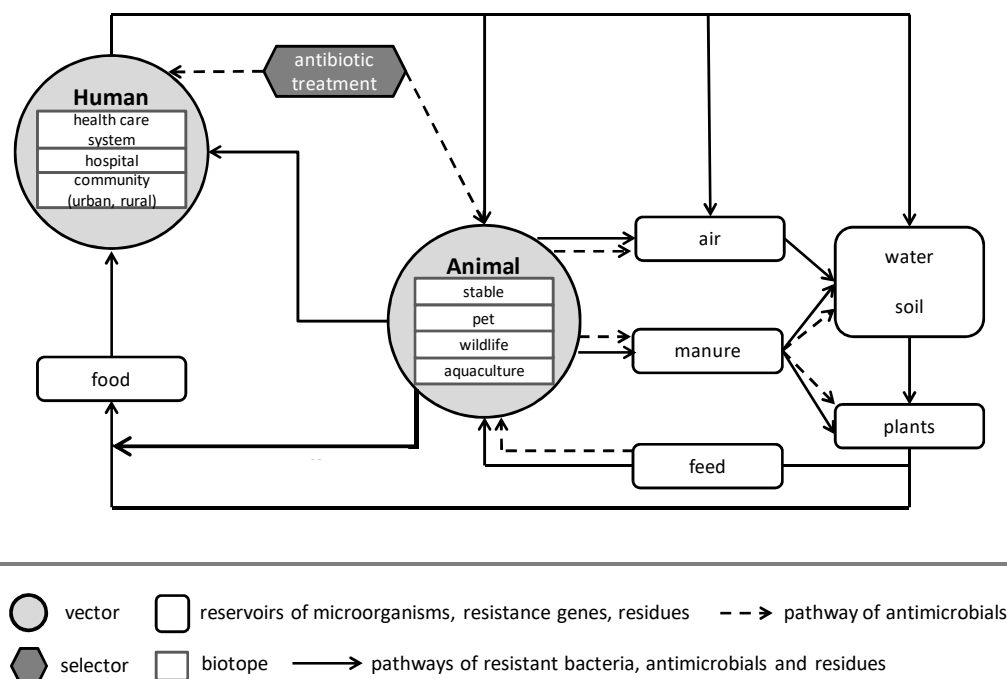 antibiotic
treatment
Human
health care
system
hospital
community
(urban, rural)
air
water
soil
Animal
stable
pet
wildlife
aquaculture
manure
food
plants
feed
vector
reservoirs of microorganisms, resistance genes, residues
pathway of antimicrobials
selector
biotope
pathways of resistant bacteria, antimicrobials and residues